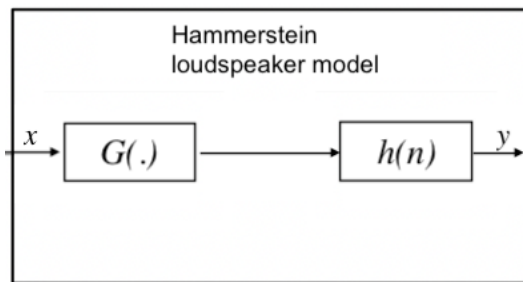 Hammerstein
loudspeaker model
x
G(.)
h(n)
y